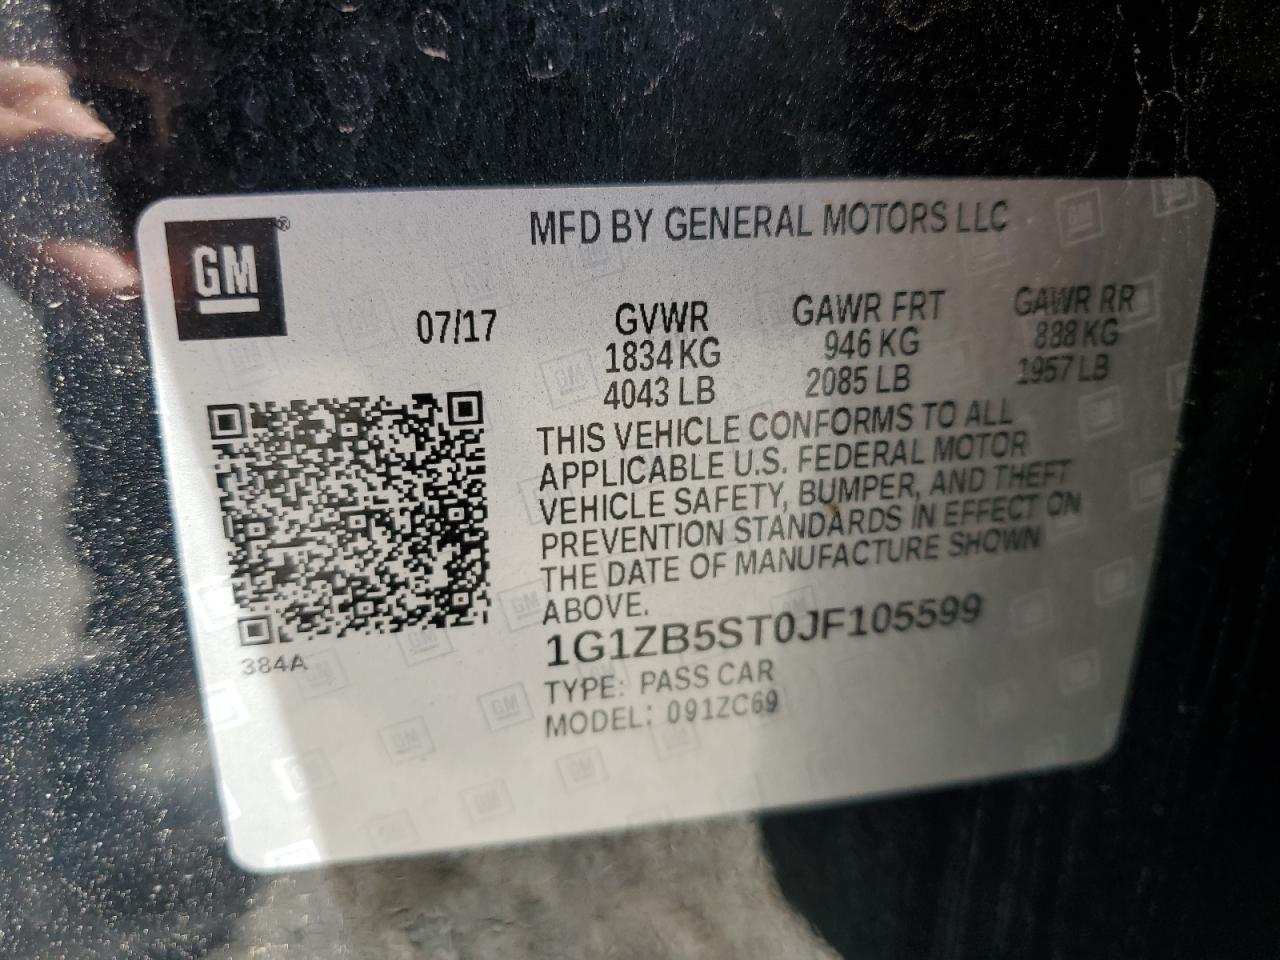 GM
MFD BY GENERAL MOTORS LLC
07/17
GVWR GAWR FRT GAWR RR
1834 KG 946 KG 888 KG
4043 LB 2085 LB 1957 LB
THIS VEHICLE CONFORMS TO ALL
APPLICABLE U.S. FEDERAL MOTOR
VEHICLE SAFETY, BUMPER, AND THEFT
PREVENTION STANDARDS IN EFFECT ON
THE DATE OF MANUFACTURE SHOWN
ABOVE.
1G1ZB5ST0JF105599
384A
TYPE: PASS CAR
MODEL: 091ZC69